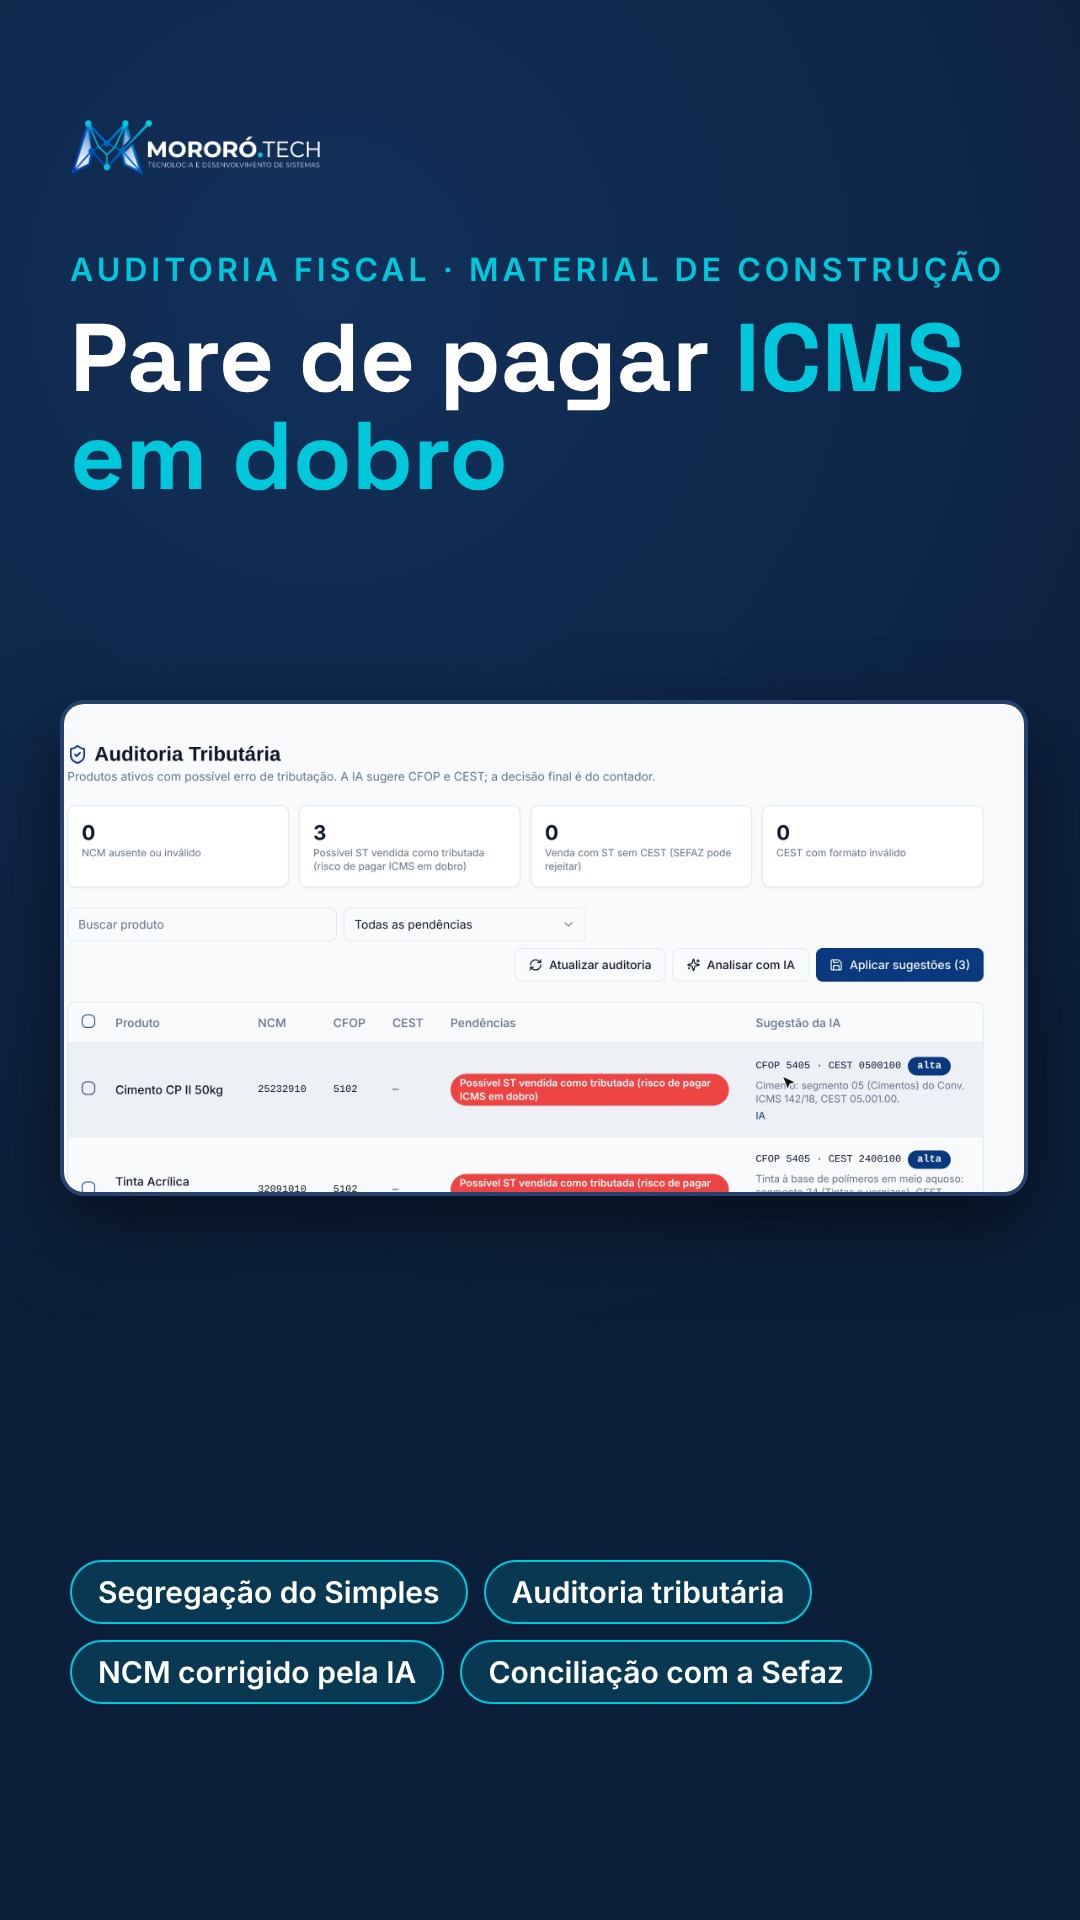 MORORÓ.TECH
TECNOLOGIA E DESENVOLVIMENTO DE SISTEMAS
AUDITORIA FISCAL · MATERIAL DE CONSTRUÇÃO
Pare de pagar ICMS
em dobro
Auditoria Tributária
Produtos ativos com possível erro de tributação. A IA sugere CFOP e CEST; a decisão final é do contador.
0
NCM ausente ou inválido
3
Possível ST vendida como tributada
(risco de pagar ICMS em dobro)
0
Venda com ST sem CEST (SEFAZ pode
rejeitar)
0
CEST com formato inválido
Buscar produto
Todas as pendências
Atualizar auditoria
Analisar com IA
Aplicar sugestões (3)
Produto NCM CFOP CEST Pendências Sugestão da IA
Cimento CP II 50kg 25232910 5102 –
Possível ST vendida como tributada (risco de pagar
ICMS em dobro)
CFOP 5405 · CEST 0500100 alta
Cimento: segmento 05 (Cimentos) do Conv.
ICMS 142/18, CEST 05.001.00.
IA
Tinta Acrílica
32091010 5102 –
Possível ST vendida como tributada (risco de pagar
CFOP 5405 · CEST 2400100 alta
Tinta à base de polímeros em meio aquoso:
segmento 24 (Tintas e vernizes), CEST
Segregação do Simples
Auditoria tributária
NCM corrigido pela IA
Conciliação com a Sefaz